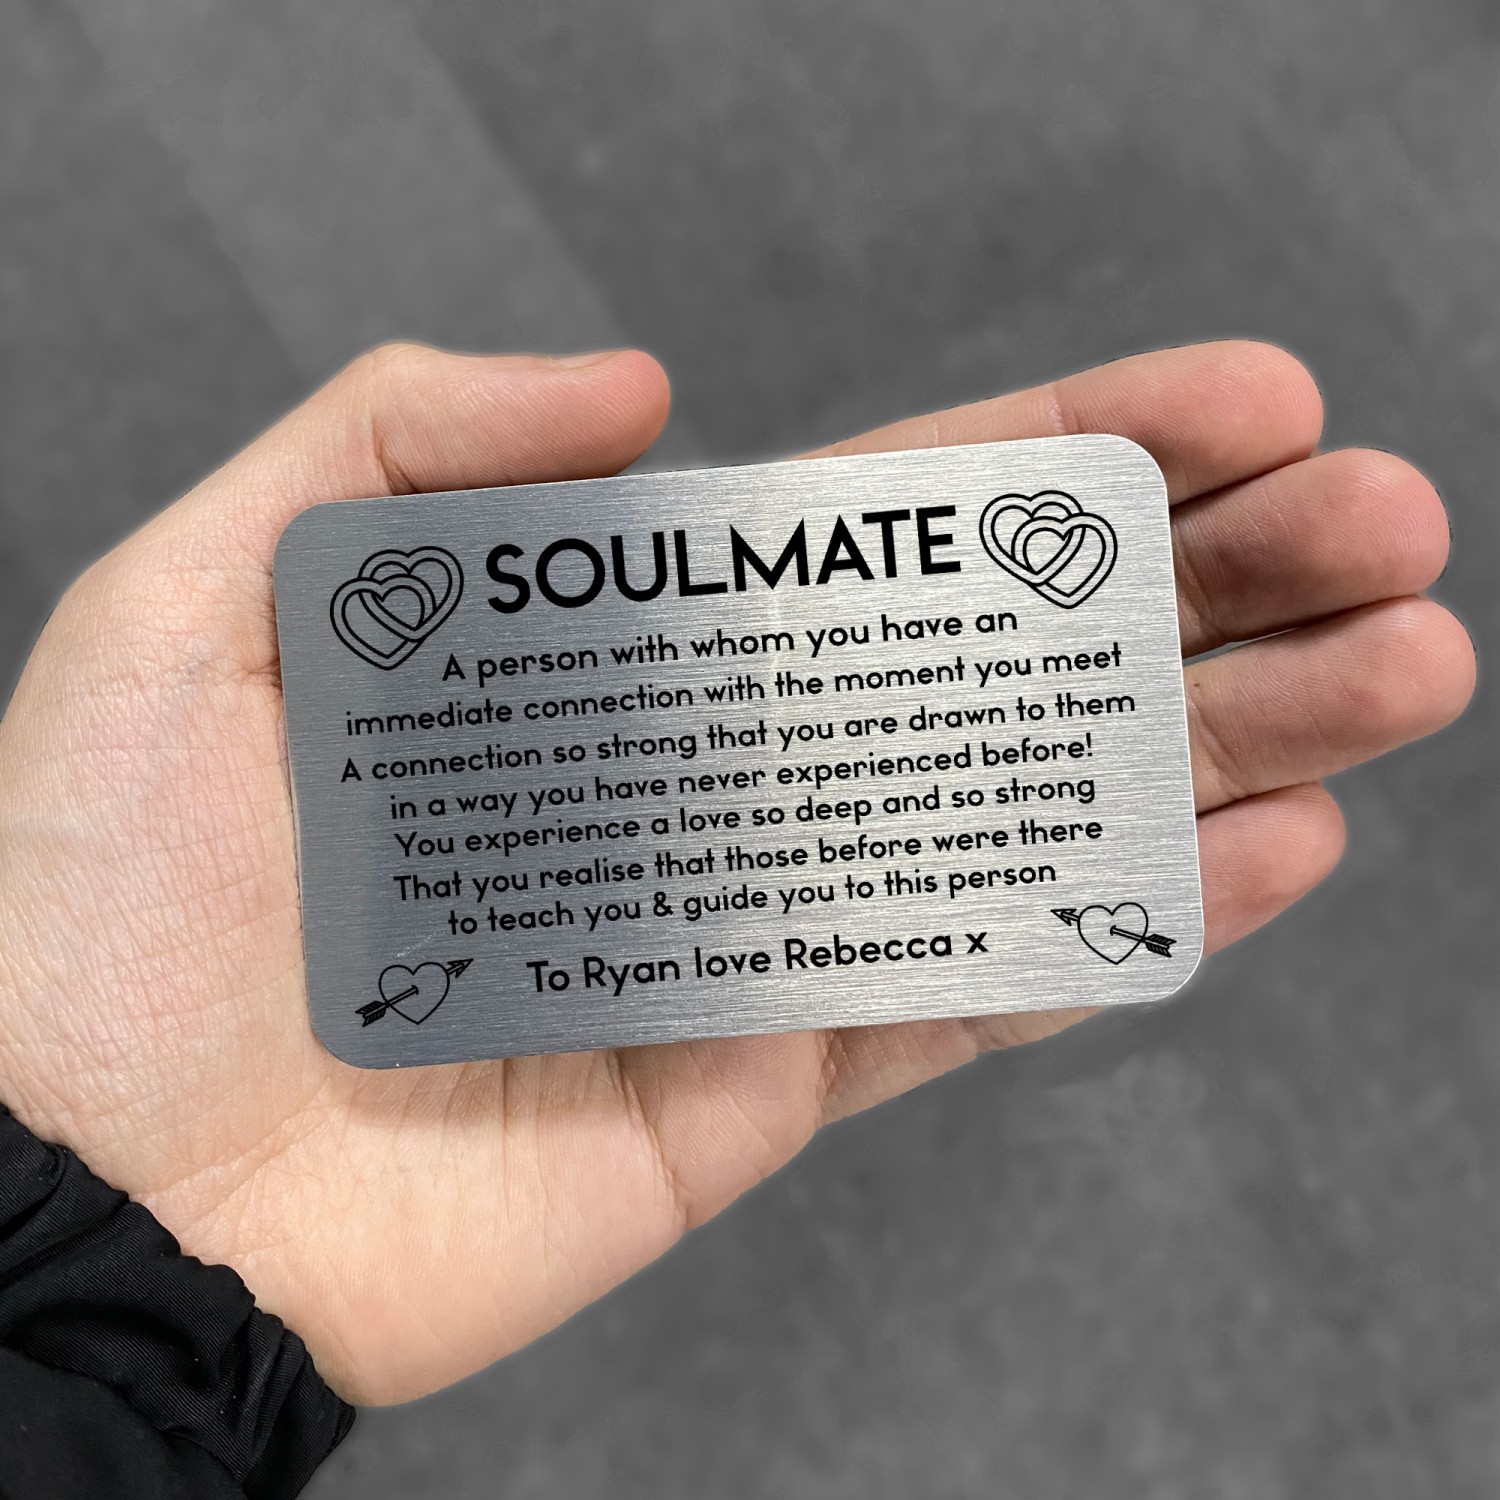 SOULMATE
A person with whom you have an
immediate connection with the moment you meet
A connection so strong that you are drawn to them
in a way you have never experienced before!
You experience a love so deep and so strong
That you realise that those before were there
to teach you & guide you to this person
To Ryan love Rebecca x